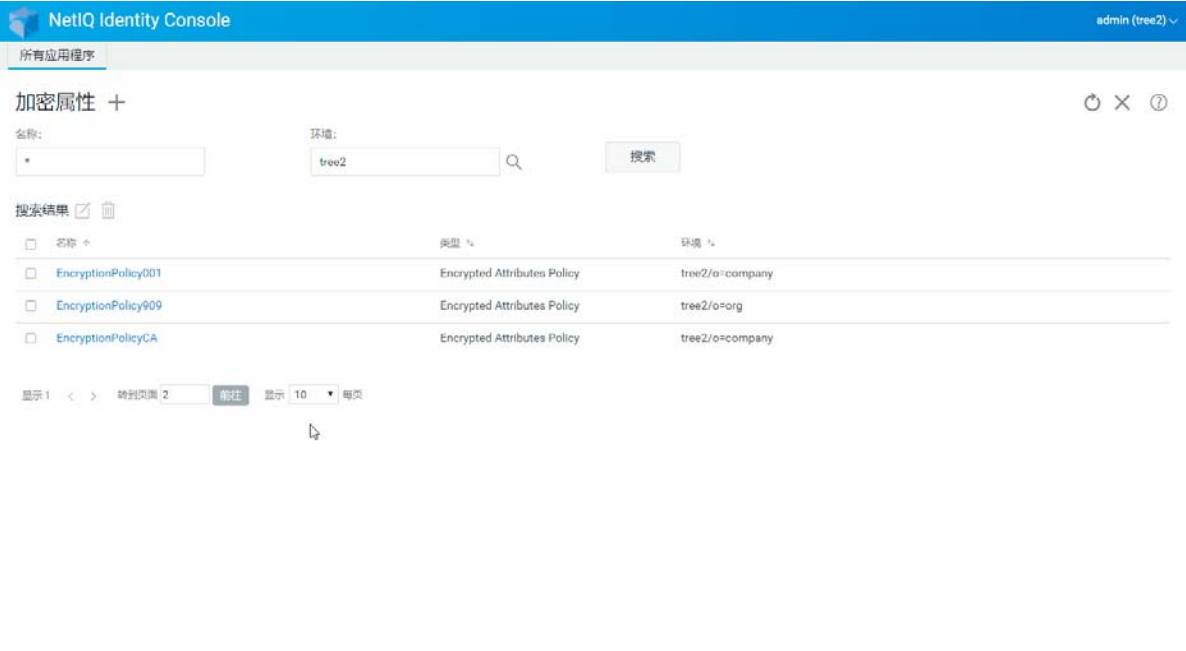 NetIQ Identity Console
admin (tree2)
所有应用程序
加密属性
名称: 环境:
* tree2 搜索
搜索结果
名称 类型 环境
EncryptionPolicy001 Encrypted Attributes Policy tree2/o=company
EncryptionPolicy909 Encrypted Attributes Policy tree2/o=org
EncryptionPolicyCA Encrypted Attributes Policy tree2/o=company
显示 1 转到页面 2 前往 显示 10 每页